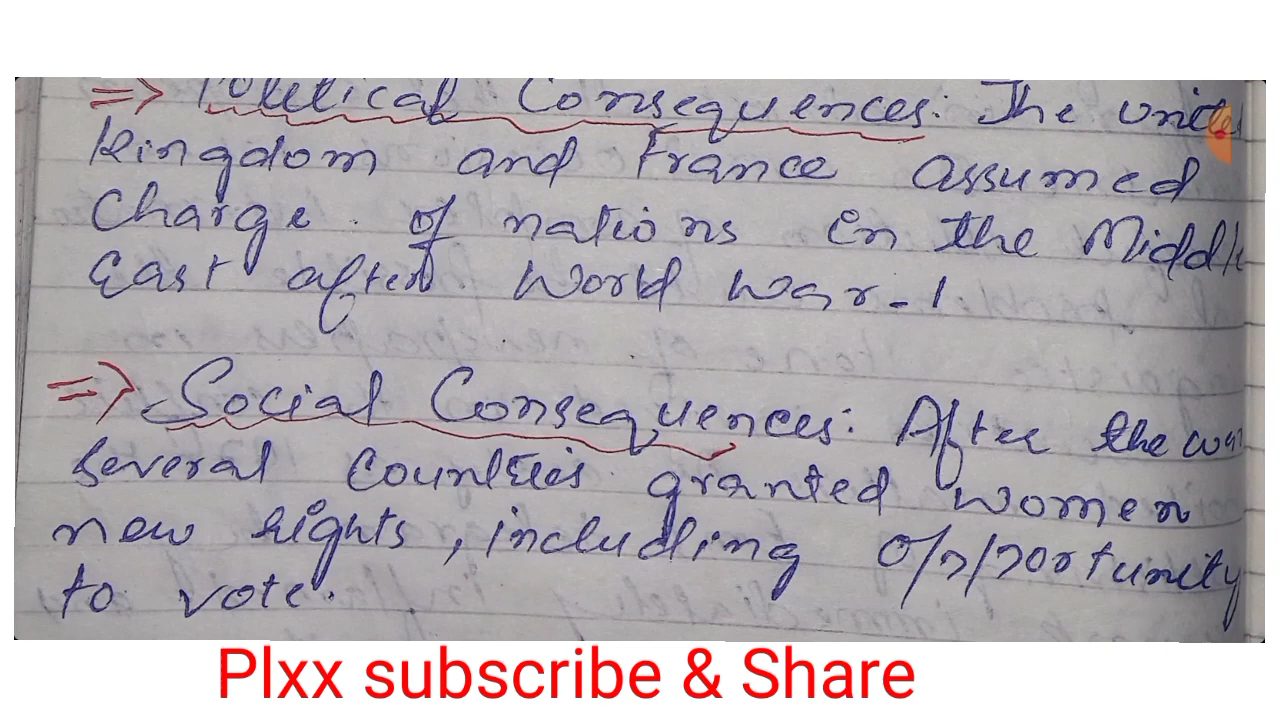 => Political Consequences: The United
Kingdom and France assumed
charge of nations in the Middle
East after World War-1
=> Social Consequences: After the war
several countries granted women
new rights, including opportunity
to vote.
Plxx subscribe & Share